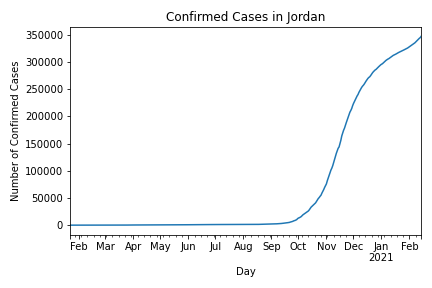 Confirmed Cases in Jordan
Number of Confirmed Cases
350000
300000
250000
200000
150000
100000
50000
0
Feb Mar Apr May Jun Jul Aug Sep Oct Nov Dec Jan Feb
2021
Day